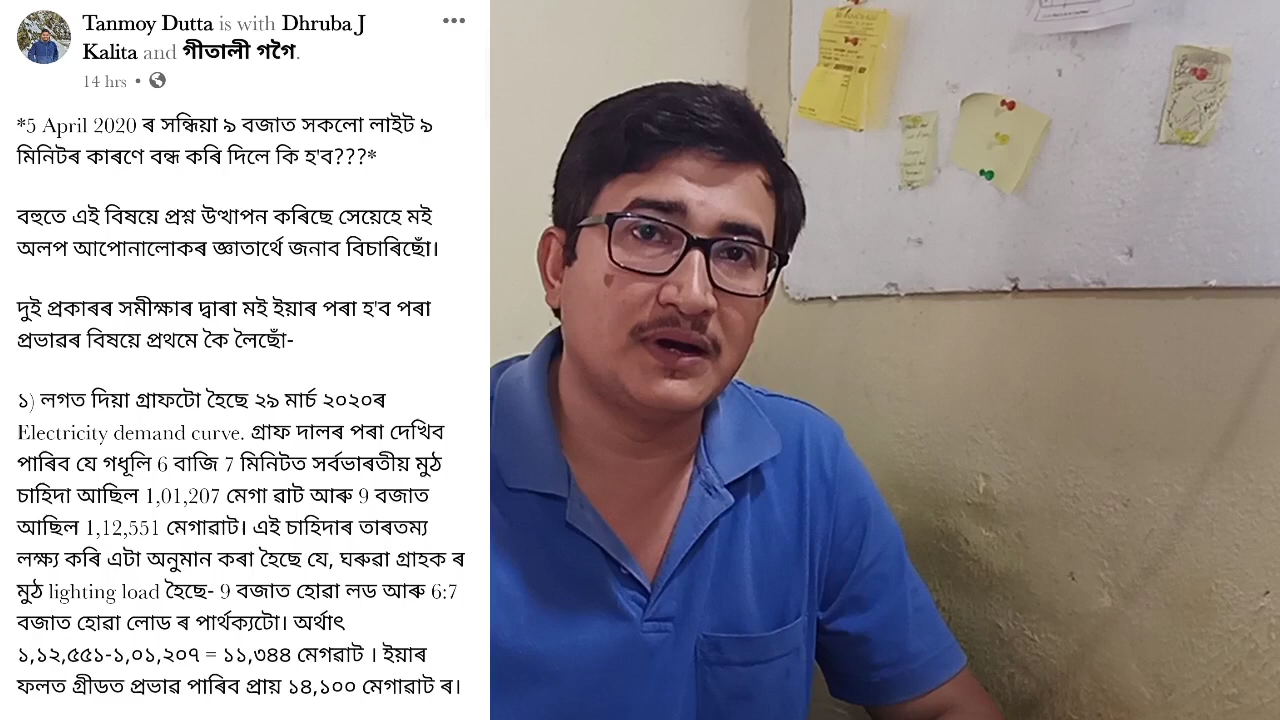 Tanmoy Dutta is with Dhruba J
Kalita and গীতালী গগৈ.
14 hrs •
*5 April 2020 ৰ সন্ধিয়া ৯ বজাত সকলো লাইট ৯
মিনিটৰ কাৰণে বন্ধ কৰি দিলে কি হ'ব???*
বহুতে এই বিষয়ে প্ৰশ্ন উত্থাপন কৰিছে সেয়েহে মই
অলপ আপোনালোকৰ জ্ঞাতাৰ্থে জনাব বিচাৰিছোঁ।
দুই প্ৰকাৰৰ সমীক্ষাৰ দ্বাৰা মই ইয়াৰ পৰা হ'ব পৰা
প্ৰভাৱৰ বিষয়ে প্ৰথমে কৈ লৈছোঁ-
১) লগত দিয়া গ্ৰাফটো হৈছে ২৯ মাৰ্চ ২০২০ৰ
Electricity demand curve. গ্ৰাফ দালৰ পৰা দেখিব
পাৰিব যে গধূলি 6 বাজি 7 মিনিটত সৰ্বভাৰতীয় মুঠ
চাহিদা আছিল 1,01,207 মেগা ৱাট আৰু 9 বজাত
আছিল 1,12,551 মেগাৱাট। এই চাহিদাৰ তাৰতম্য
লক্ষ্য কৰি এটা অনুমান কৰা হৈছে যে, ঘৰুৱা গ্ৰাহক ৰ
মুঠ lighting load হৈছে- 9 বজাত হোৱা লড আৰু 6:7
বজাত হোৱা লোড ৰ পাৰ্থক্যটো। অৰ্থাৎ
১,১২,৫৫১-১,০১,২০৭ = ১১,৩৪৪ মেগৱাট । ইয়াৰ
ফলত গ্ৰীডত প্ৰভাৱ পাৰিব প্ৰায় ১৪,১০০ মেগাৱাট ৰ।